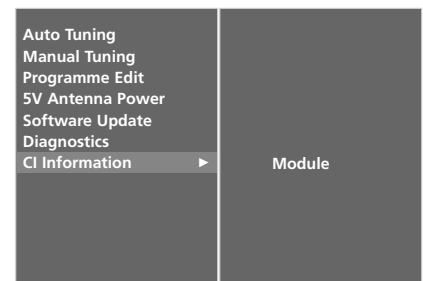 Auto Tuning
Manual Tuning
Programme Edit
5V Antenna Power
Software Update
Diagnostics
CI Information ►
Module